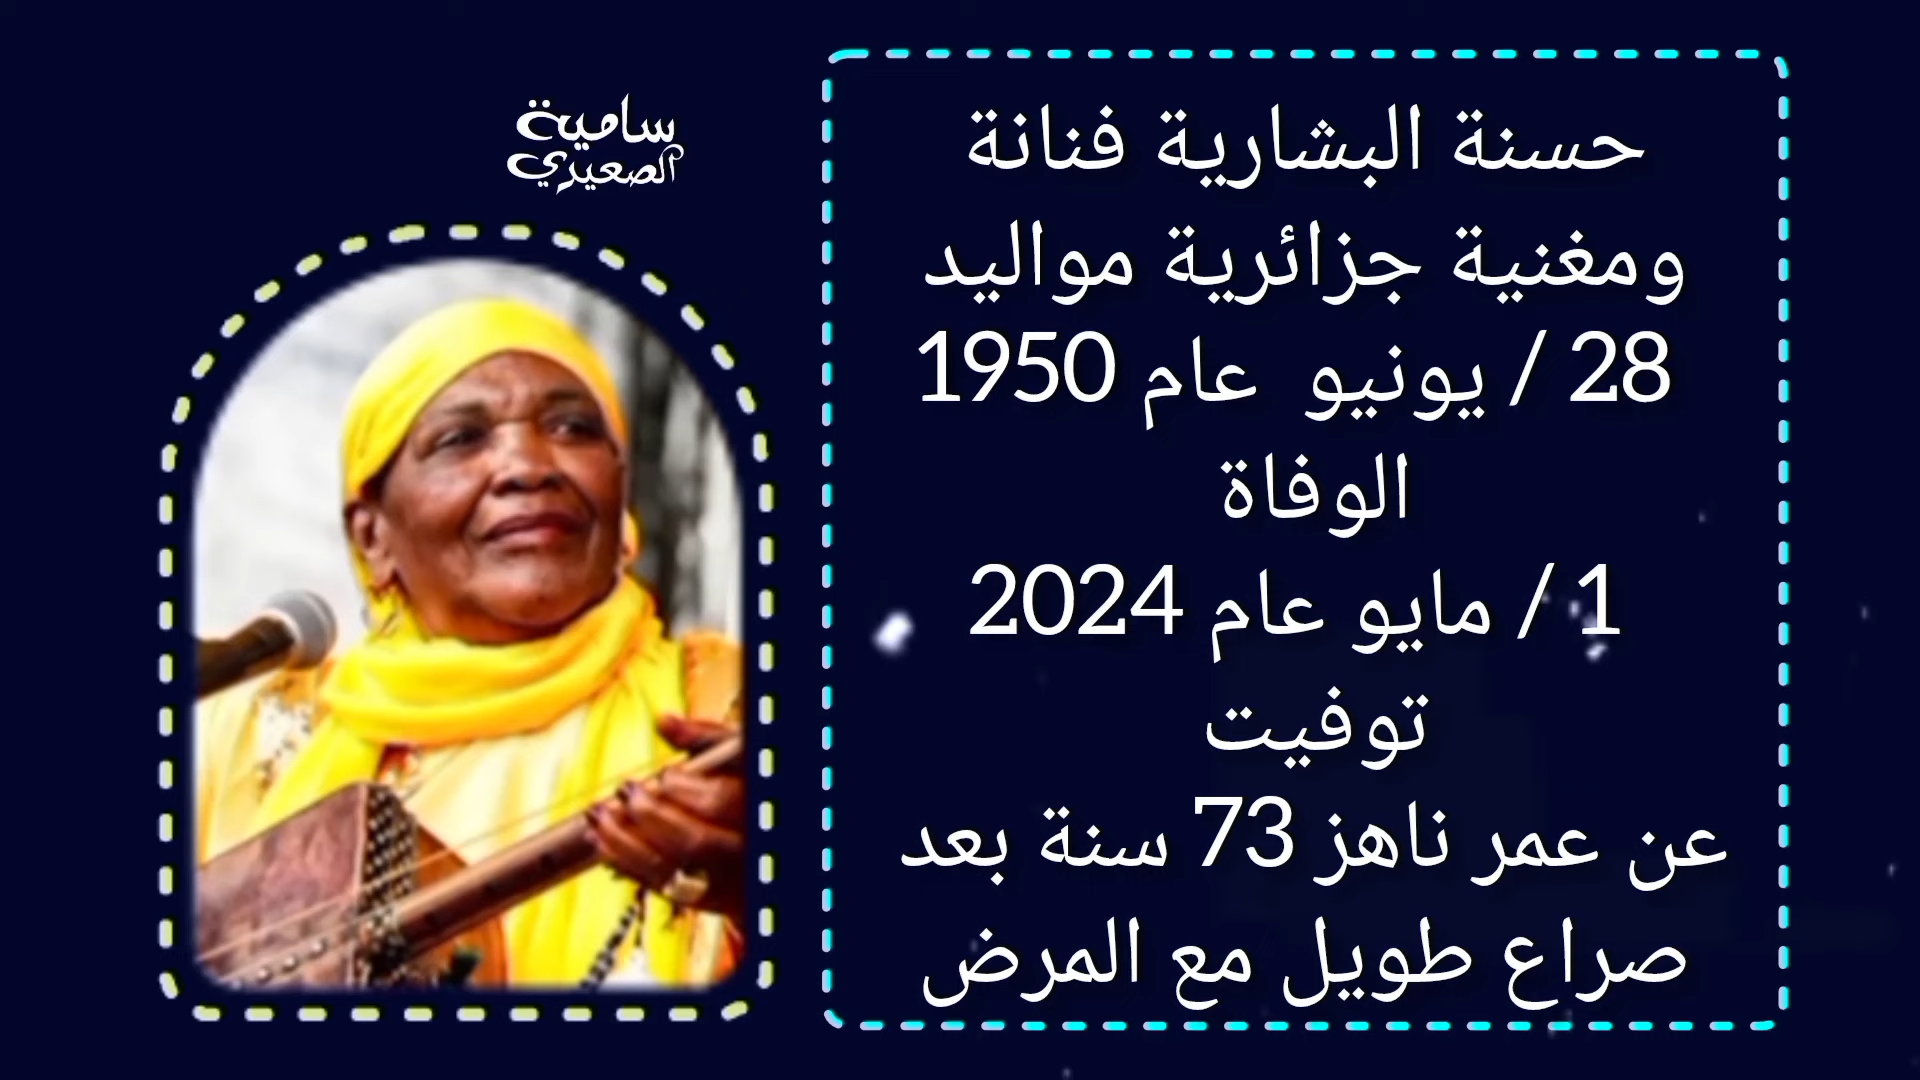 سامية
الصعيري
حسنة البشارية فنانة
ومغنية جزائرية مواليد
28 / يونيو عام 1950
الوفاة
1 / مايو عام 2024
توفيت
عن عمر ناهز 73 سنة بعد
صراع طويل مع المرض